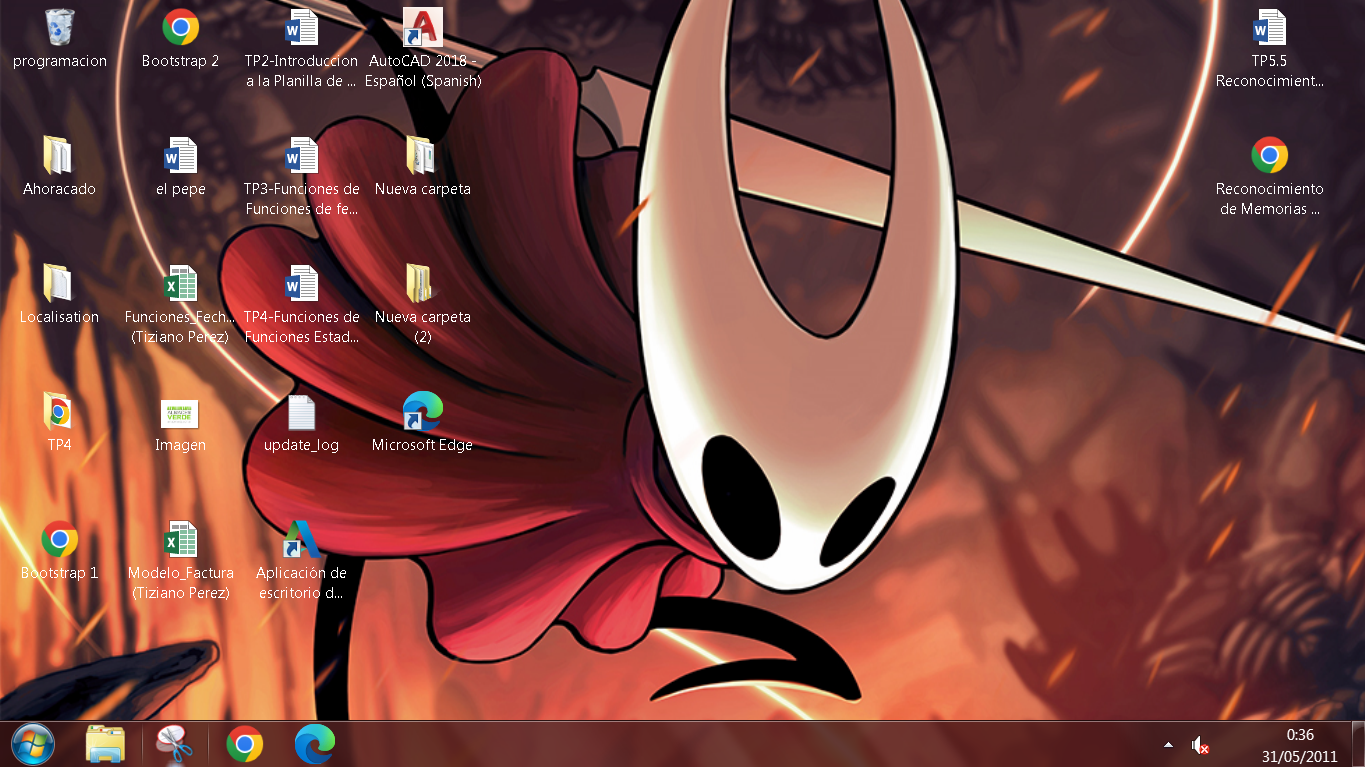 programacion
Bootstrap 2
TP2-Introduccion
a la Planilla de ...
AutoCAD 2018 -
Español (Spanish)
TP5.5
Reconocimient...
Ahoracado
el pepe
TP3-Funciones de
Funciones de fe...
Nueva carpeta
Reconocimiento
de Memorias ...
Localisation
Funciones_Fech...
(Tiziano Perez)
TP4-Funciones de
Funciones Estad...
Nueva carpeta
(2)
TP4
Imagen
update_log
Microsoft Edge
Bootstrap 1
Modelo_Factura
(Tiziano Perez)
Aplicación de
escritorio d...
0:36
31/05/2011